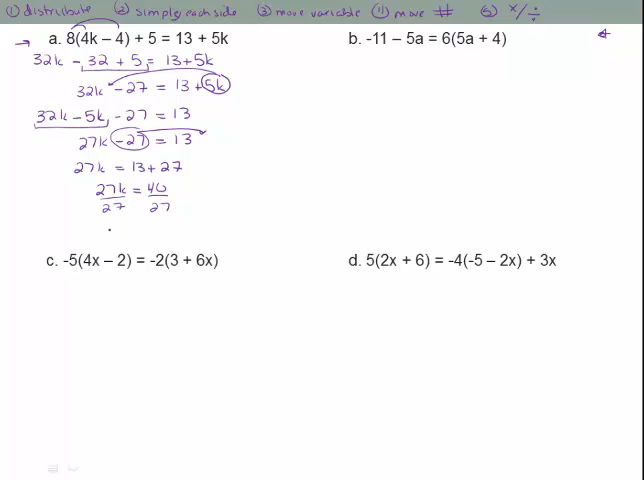 ① distribute ② simply each side ③ move variable ④ move # ⑤ x/÷
→ a. 8(4k – 4) + 5 = 13 + 5k
32k - 32 + 5 = 13+5k
32k - 27 = 13 + 5k
32k - 5k - 27 = 13
27k - 27 = 13
27k = 13+27
27k = 40
27 27
b. -11 – 5a = 6(5a + 4)
c. -5(4x – 2) = -2(3 + 6x)
d. 5(2x + 6) = -4(-5 – 2x) + 3x